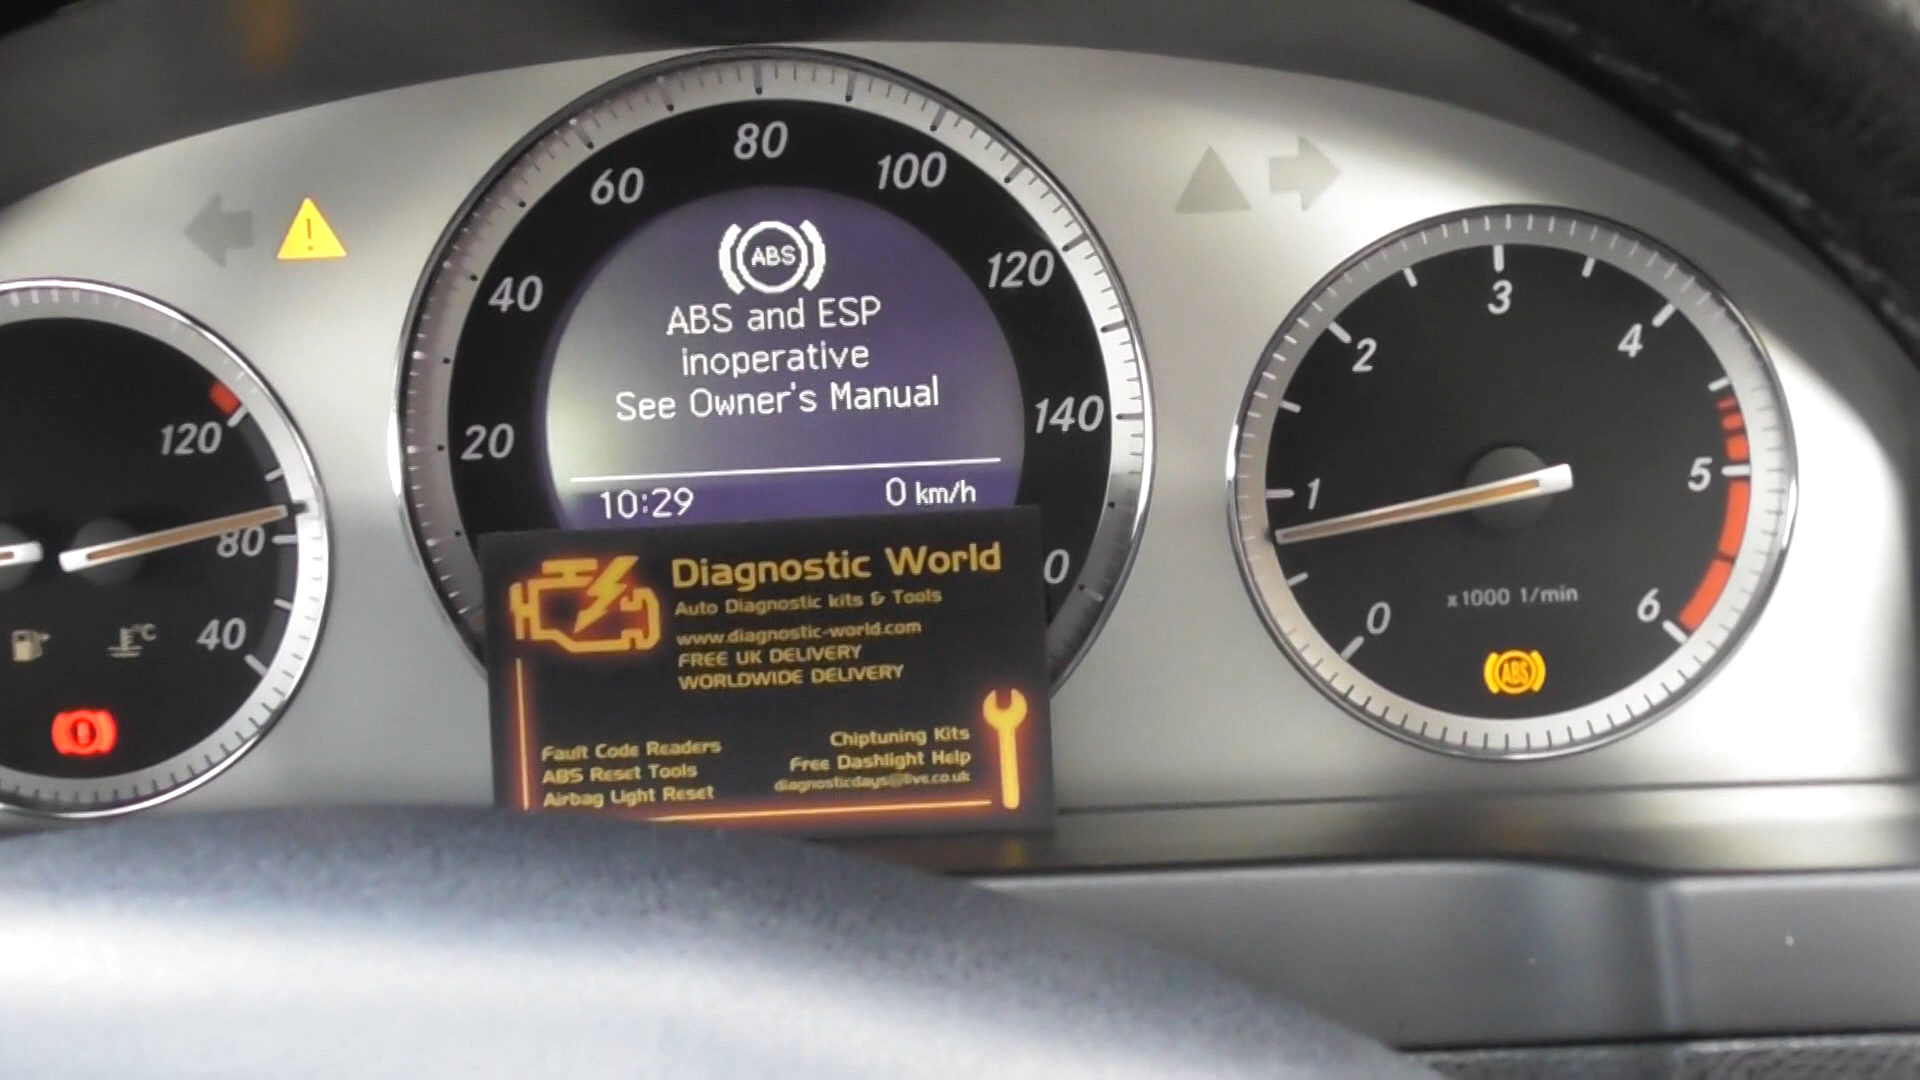 80
60
100
40
120
20
140
0
ABS
ABS and ESP
inoperative
See Owner's Manual
10:29
0 km/h
120
80
40
°C
Diagnostic World
Auto Diagnostic kits & Tools
www.diagnostic-world.com
FREE UK DELIVERY
WORLDWIDE DELIVERY
Fault Code Readers
ABS Reset Tools
Airbag Light Reset
Chiptuning Kits
Free Dashlight Help
diagnosticdays@live.co.uk
0
1
2
3
4
5
6
x1000 1/min
ABS